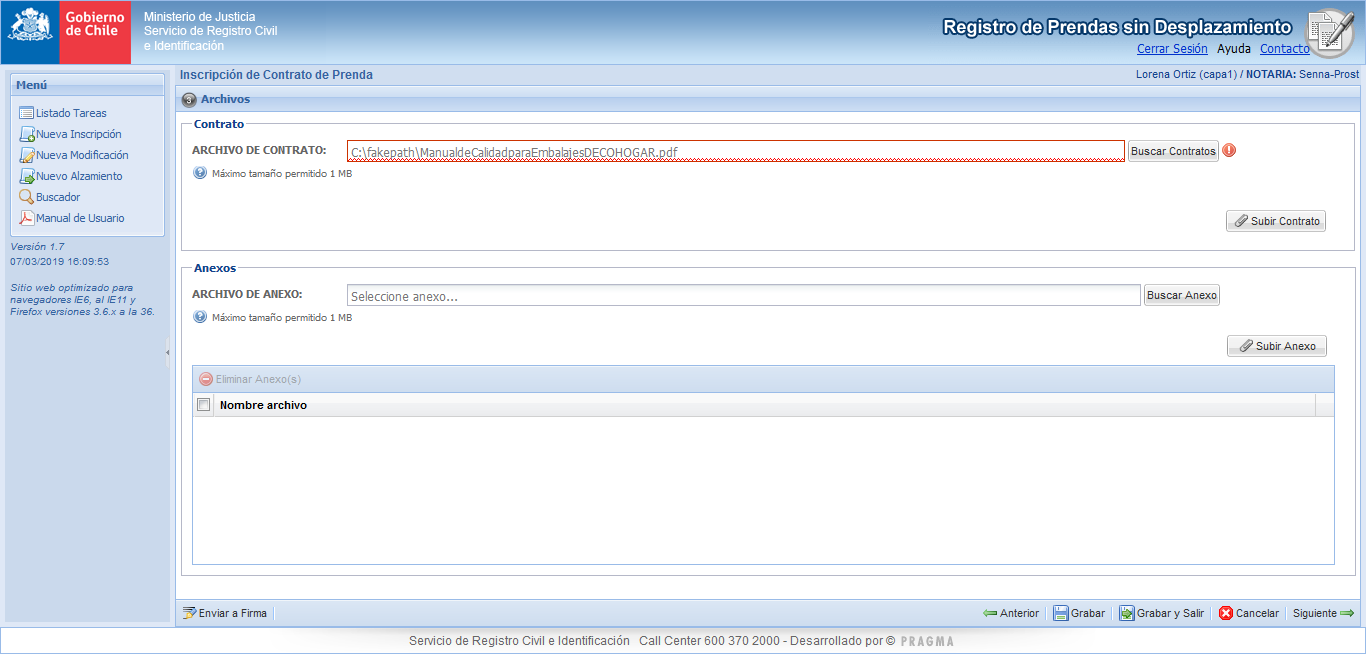 Gobierno
de Chile
Ministerio de Justicia
Servicio de Registro Civil
e Identificación
Registro de Prendas sin Desplazamiento
Cerrar Sesión Ayuda Contacto
Menú
Listado Tareas
Nueva Inscripción
Nueva Modificación
Nuevo Alzamiento
Buscador
Manual de Usuario
Versión 1.7
07/03/2019 16:09:53
Sitio web optimizado para
navegadores IE6, al IE11 y
Firefox versiones 3.6.x a la 36.
Inscripción de Contrato de Prenda
Lorena Ortiz (capa1) / NOTARIA: Senna-Prost
3 Archivos
Contrato
ARCHIVO DE CONTRATO: C:\fakepath\ManualdeCalidadparaEmbalajesDECOHOGAR.pdf Buscar Contratos
Máximo tamaño permitido 1 MB
Subir Contrato
Anexos
ARCHIVO DE ANEXO: Seleccione anexo... Buscar Anexo
Máximo tamaño permitido 1 MB
Subir Anexo
Eliminar Anexo(s)
Nombre archivo
Enviar a Firma Anterior Grabar Grabar y Salir Cancelar Siguiente
Servicio de Registro Civil e Identificación Call Center 600 370 2000 - Desarrollado por © PRAGMA